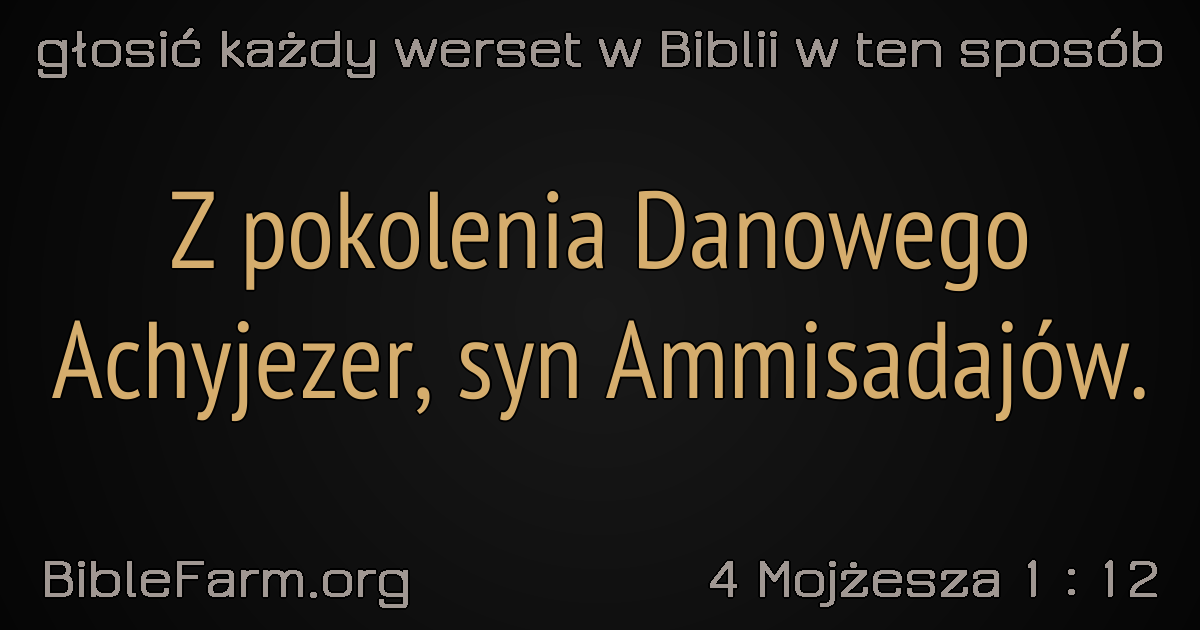 głosić każdy werset w Biblii w ten sposób
Z pokolenia Danowego
Achyjezer, syn Ammisadajów.
BibleFarm.org
4 Mojżesza 1 : 12